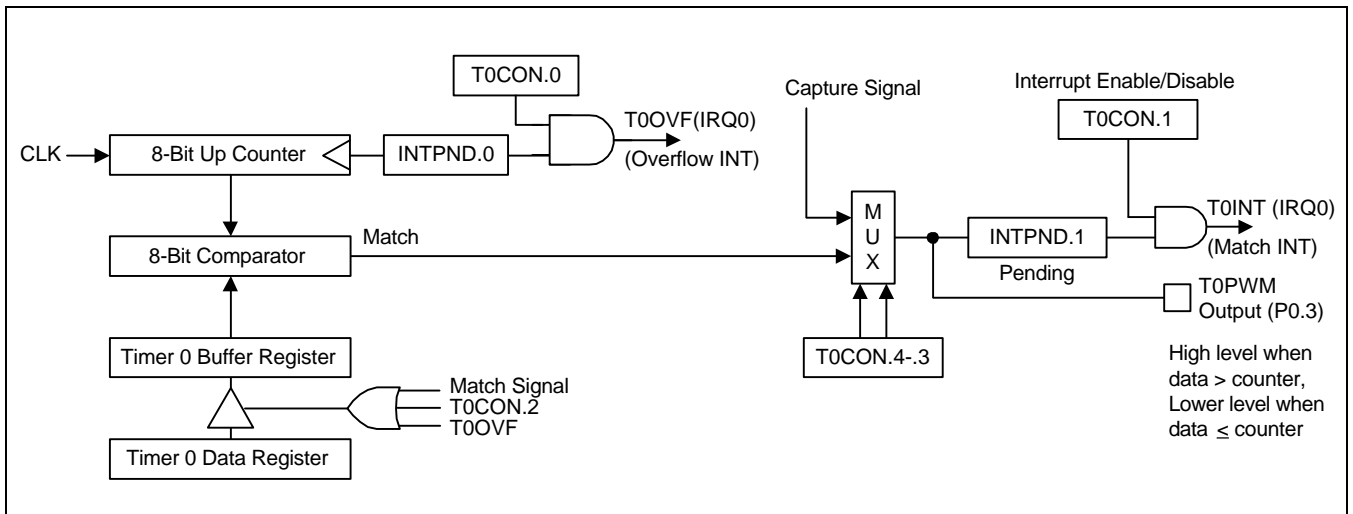 T0CON.0
CLK
8-Bit Up Counter
INTPND.0
T0OVF(IRQ0)
(Overflow INT)
8-Bit Comparator
Match
Timer 0 Buffer Register
Match Signal
T0CON.2
T0OVF
Timer 0 Data Register
Capture Signal
Interrupt Enable/Disable
T0CON.1
M
U
X
INTPND.1
Pending
T0INT (IRQ0)
(Match INT)
T0PWM
Output (P0.3)
T0CON.4-.3
High level when
data > counter,
Lower level when
data ≤ counter